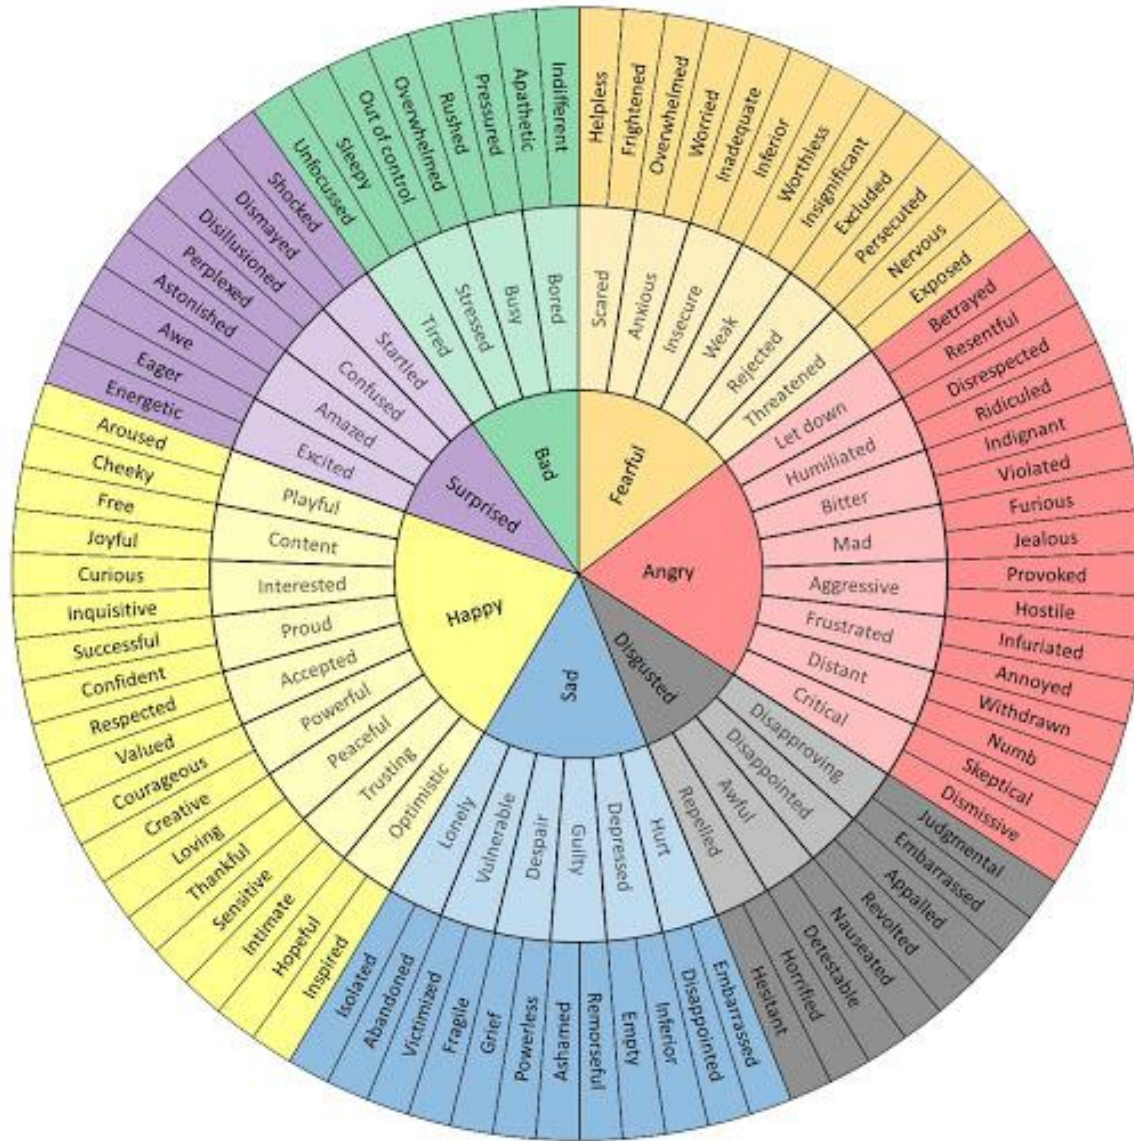 Fearful
Angry
Disgusted
Sad
Happy
Surprised
Bad
Scared
Anxious
Insecure
Weak
Rejected
Threatened
Let down
Humiliated
Bitter
Mad
Aggressive
Frustrated
Distant
Critical
Disapproving
Disappointed
Awful
Repelled
Hurt
Depressed
Guilty
Despair
Vulnerable
Lonely
Optimistic
Trusting
Peaceful
Powerful
Accepted
Proud
Interested
Content
Playful
Excited
Amazed
Confused
Startled
Tired
Stressed
Busy
Bored
Helpless
Frightened
Overwhelmed
Worried
Inadequate
Inferior
Worthless
Insignificant
Excluded
Persecuted
Nervous
Exposed
Betrayed
Resentful
Disrespected
Ridiculed
Indignant
Violated
Furious
Jealous
Provoked
Hostile
Infuriated
Annoyed
Withdrawn
Numb
Skeptical
Dismissive
Judgmental
Embarrassed
Appalled
Revolted
Nauseated
Detestable
Horrified
Hesitant
Embarrassed
Disappointed
Inferior
Empty
Remorseful
Ashamed
Powerless
Grief
Fragile
Victimized
Abandoned
Isolated
Inspired
Hopeful
Intimate
Sensitive
Thankful
Loving
Creative
Courageous
Valued
Respected
Confident
Successful
Inquisitive
Curious
Joyful
Free
Cheeky
Aroused
Energetic
Eager
Awe
Astonished
Perplexed
Disillusioned
Dismayed
Shocked
Unfocussed
Sleepy
Out of control
Overwhelmed
Rushed
Pressured
Apathetic
Indifferent